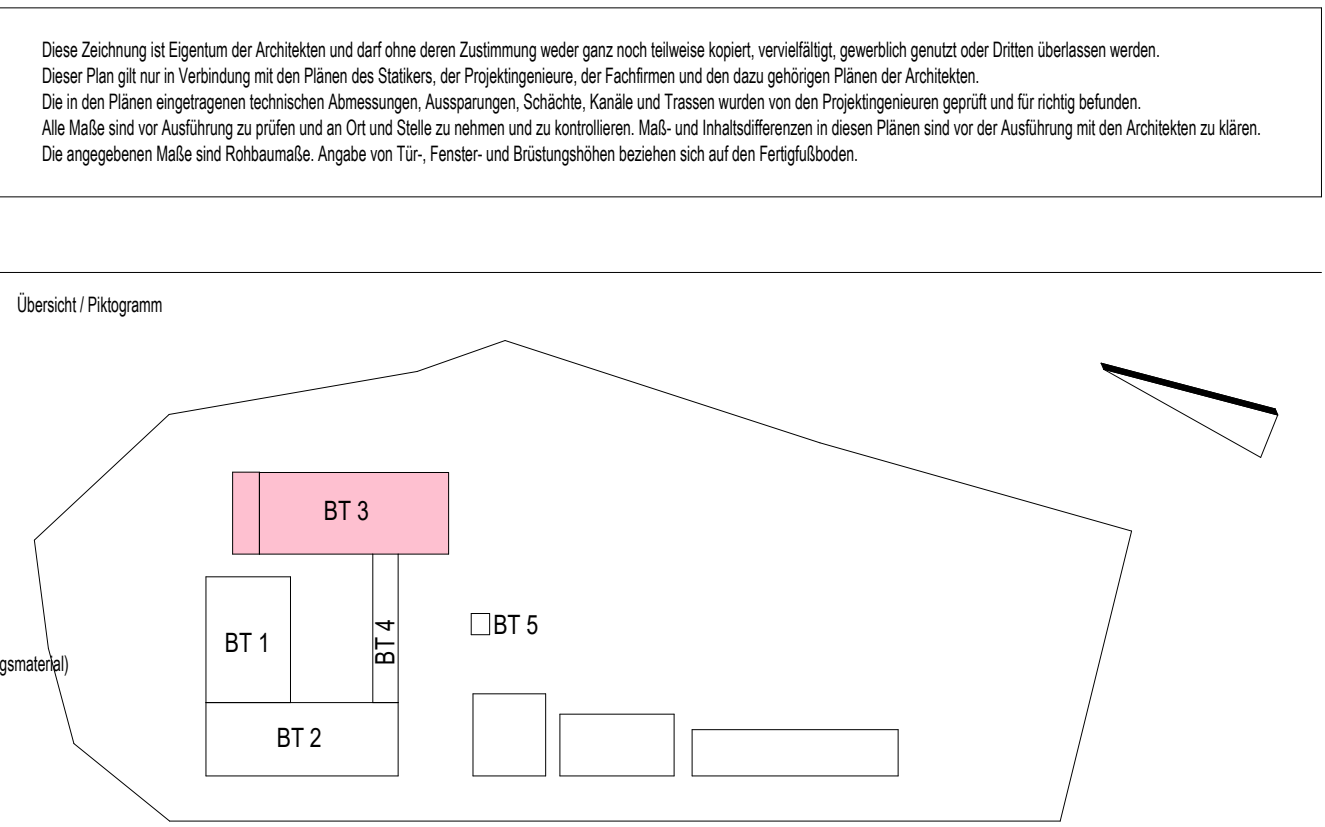 Diese Zeichnung ist Eigentum der Architekten und darf ohne deren Zustimmung weder ganz noch teilweise kopiert, vervielfältigt, gewerblich genutzt oder Dritten überlassen werden.
Dieser Plan gilt nur in Verbindung mit den Plänen des Statikers, der Projektingenieure, der Fachfirmen und den dazu gehörigen Plänen der Architekten.
Die in den Plänen eingetragenen technischen Abmessungen, Aussparungen, Schächte, Kanäle und Trassen wurden von den Projektingenieuren geprüft und für richtig befunden.
Alle Maße sind vor Ausführung zu prüfen und an Ort und Stelle zu nehmen und zu kontrollieren. Maß- und Inhaltsdifferenzen in diesen Plänen sind vor der Ausführung mit den Architekten zu klären.
Die angegebenen Maße sind Rohbaumaße. Angabe von Tür-, Fenster- und Brüstungshöhen beziehen sich auf den Fertigfußboden.
Übersicht / Piktogramm
BT 3
BT 5
BT 1
BT 4
gsmaterial)
BT 2